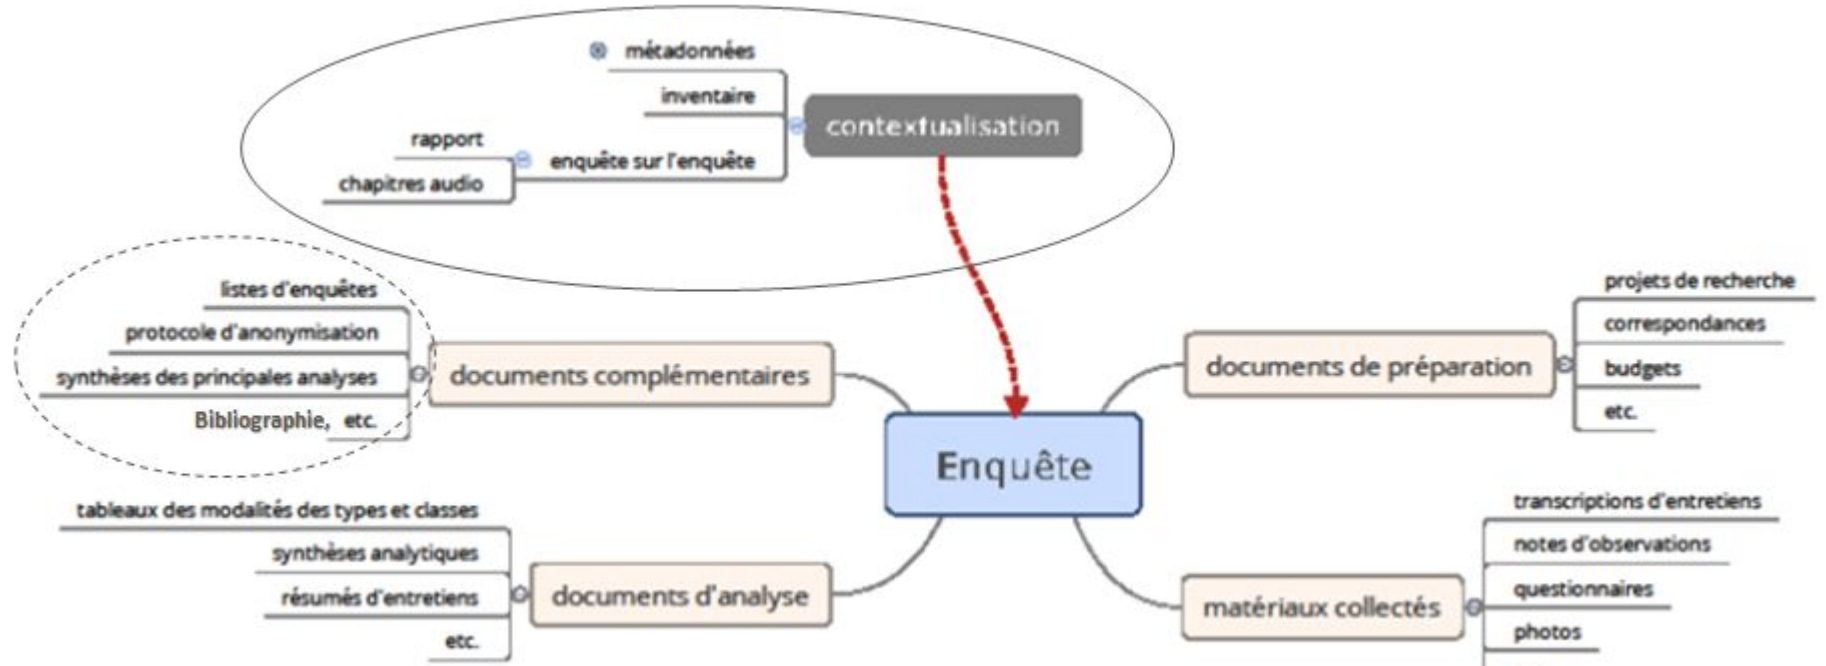 métadonnées
inventaire
contextualisation
rapport
enquête sur l'enquête
chapitres audio
listes d'enquêtes
protocole d'anonymisation
synthèses des principales analyses
Bibliographie, etc.
documents complémentaires
projets de recherche
correspondances
documents de préparation
budgets
etc.
Enquête
tableaux des modalités des types et classes
synthèses analytiques
résumés d'entretiens
etc.
documents d'analyse
transcriptions d'entretiens
notes d'observations
questionnaires
photos
matériaux collectés